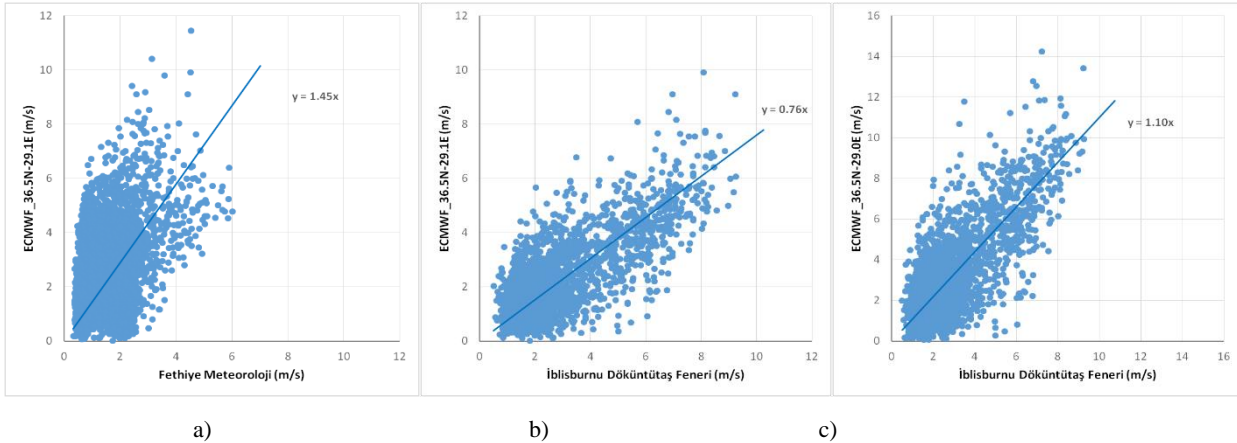 12
10
8
6
4
2
0
ECMWF_36.5N-29.1E (m/s)
y = 1.45x
0 2 4 6 8 10 12
Fethiye Meteoroloji (m/s)
12
10
8
6
4
2
0
ECMWF_36.5N-29.1E (m/s)
y = 0.76x
0 2 4 6 8 10 12
İblisburnu Döküntütaş Feneri (m/s)
16
14
12
10
8
6
4
2
0
ECMWF_36.5N-29.0E (m/s)
y = 1.10x
0 2 4 6 8 10 12 14 16
İblisburnu Döküntütaş Feneri (m/s)
a) b) c)